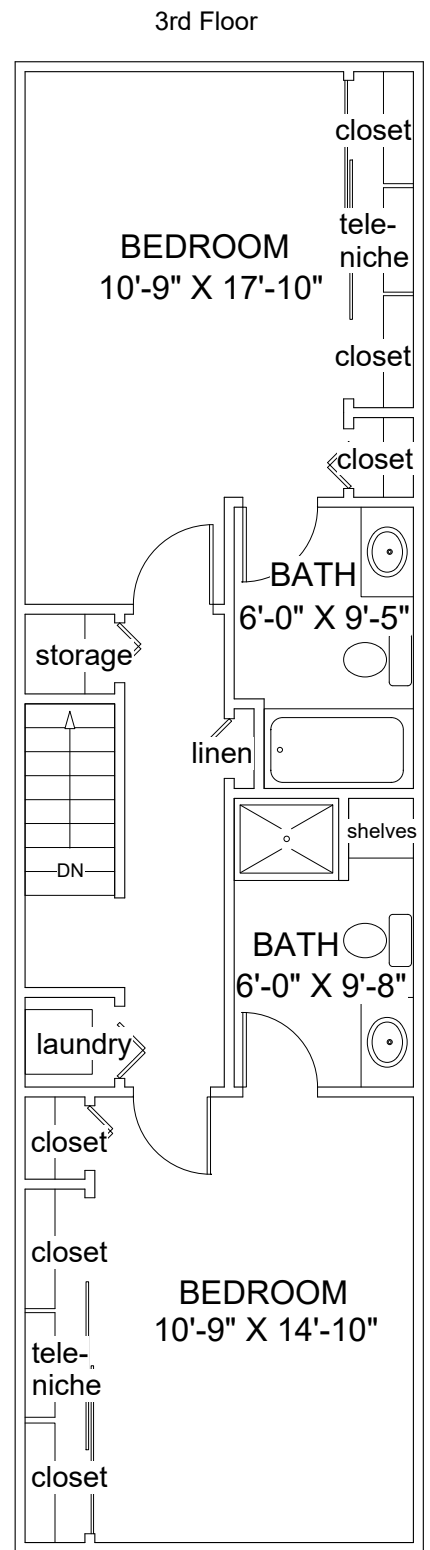 3rd Floor
closet
tele-
niche
BEDROOM
10'-9" X 17'-10"
closet
closet
BATH
6'-0" X 9'-5"
storage
linen
shelves
DN
BATH
6'-0" X 9'-8"
laundry
closet
closet
BEDROOM
10'-9" X 14'-10"
tele-
niche
closet